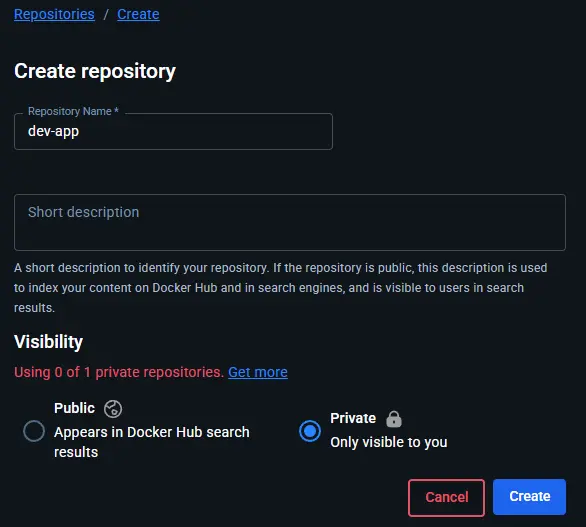 Repositories / Create
Create repository
Repository Name *
dev-app
Short description
A short description to identify your repository. If the repository is public, this description is used
to index your content on Docker Hub and in search engines, and is visible to users in search
results.
Visibility
Using 0 of 1 private repositories. Get more
Public
Appears in Docker Hub search
results
Private
Only visible to you
Cancel
Create